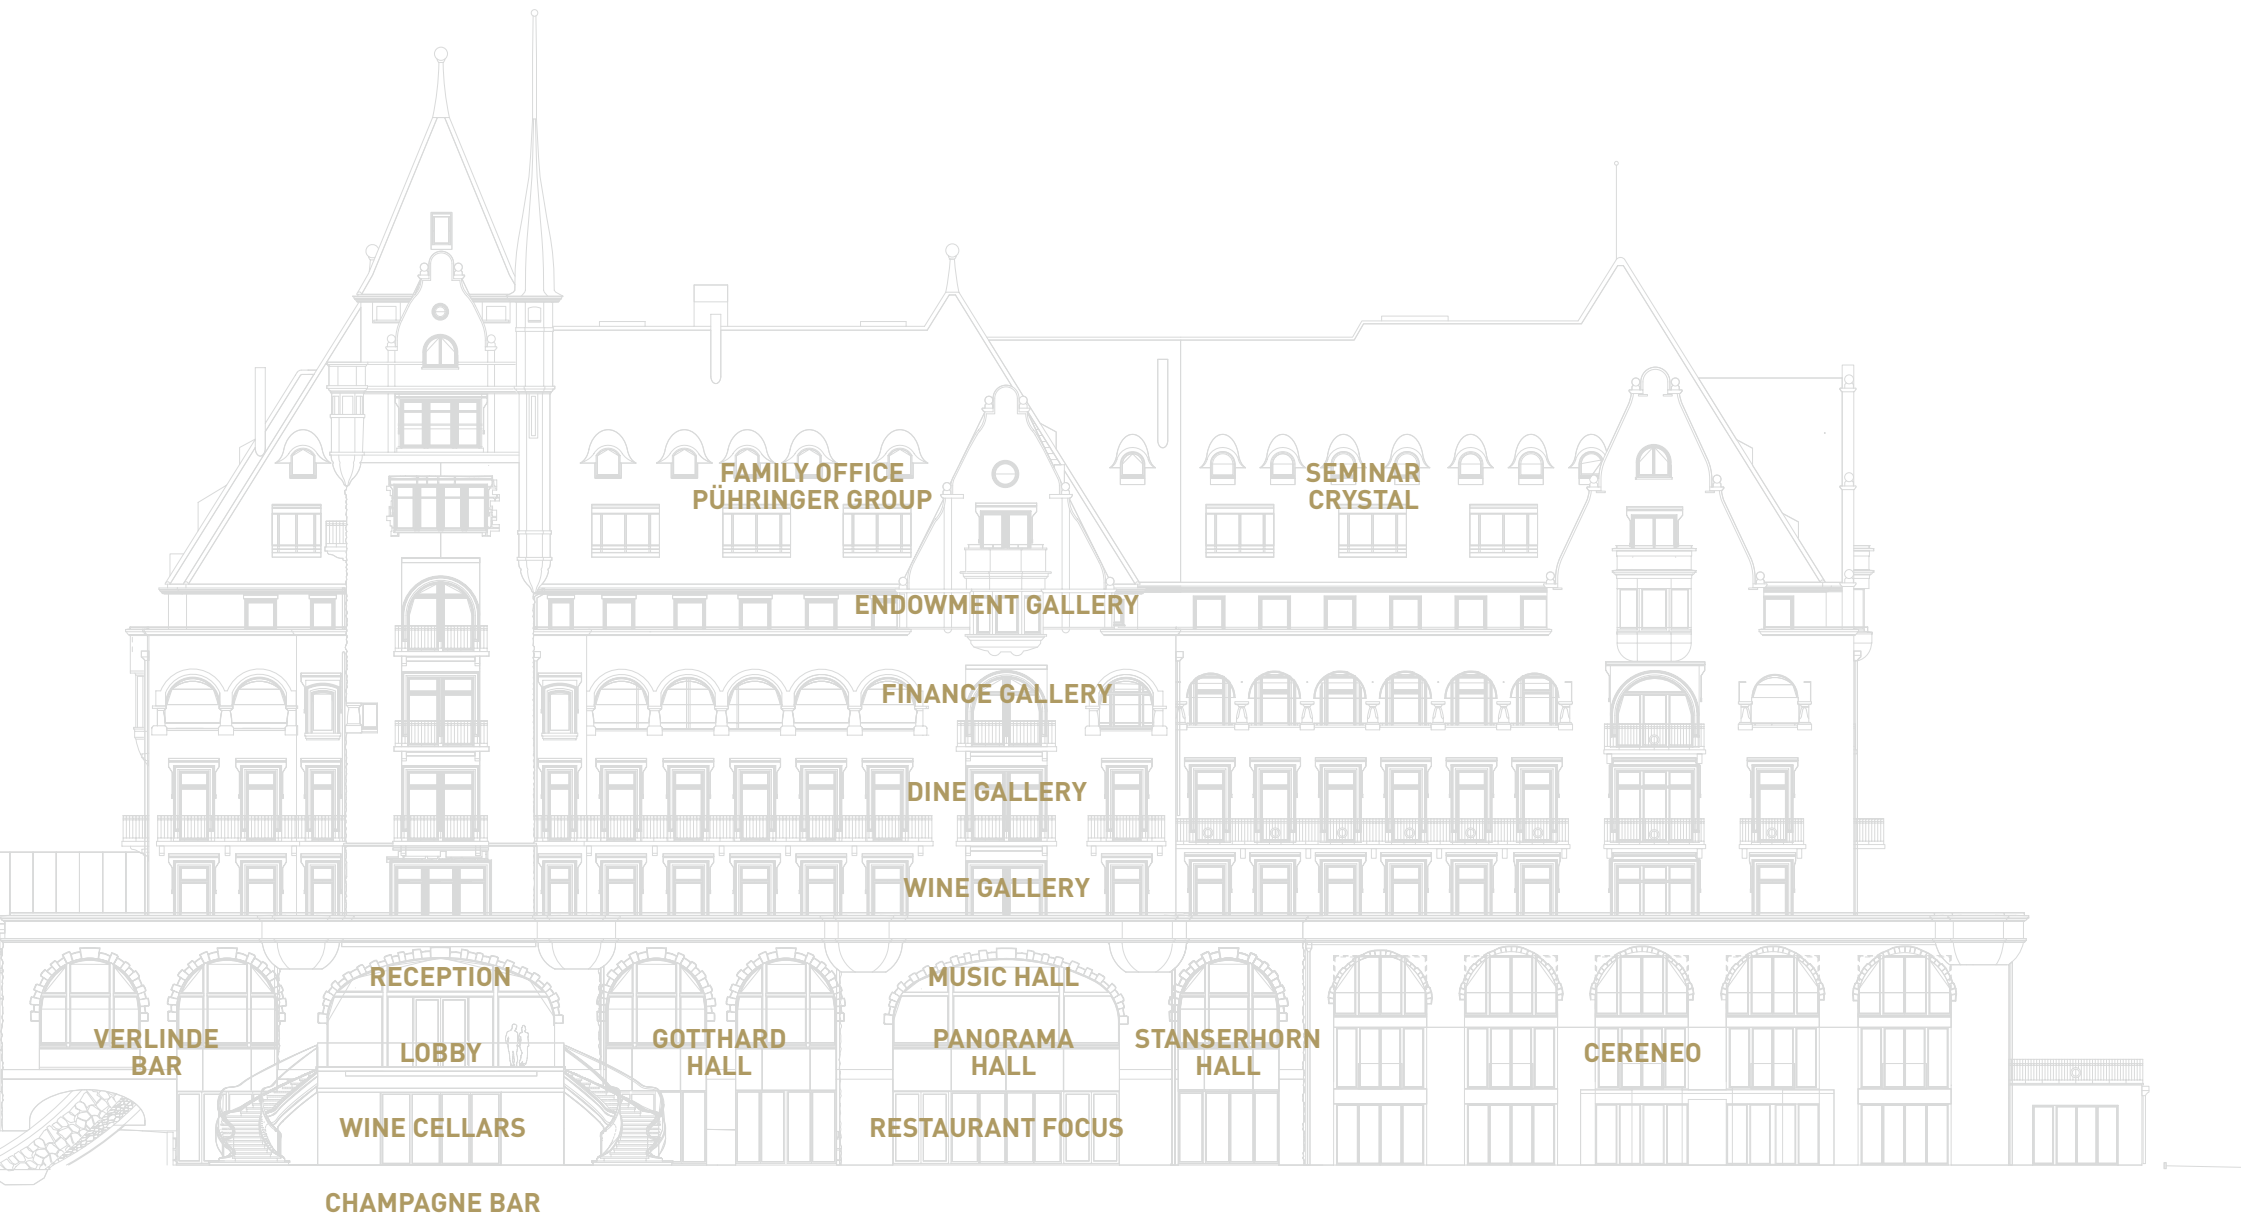 FAMILY OFFICE
PÜHRINGER GROUP
SEMINAR
CRYSTAL
ENDOWMENT GALLERY
FINANCE GALLERY
DINE GALLERY
WINE GALLERY
RECEPTION
MUSIC HALL
VERLINDE
BAR
LOBBY
GOTTHARD
HALL
PANORAMA
HALL
STANSERHORN
HALL
CERENEO
WINE CELLARS
RESTAURANT FOCUS
CHAMPAGNE BAR